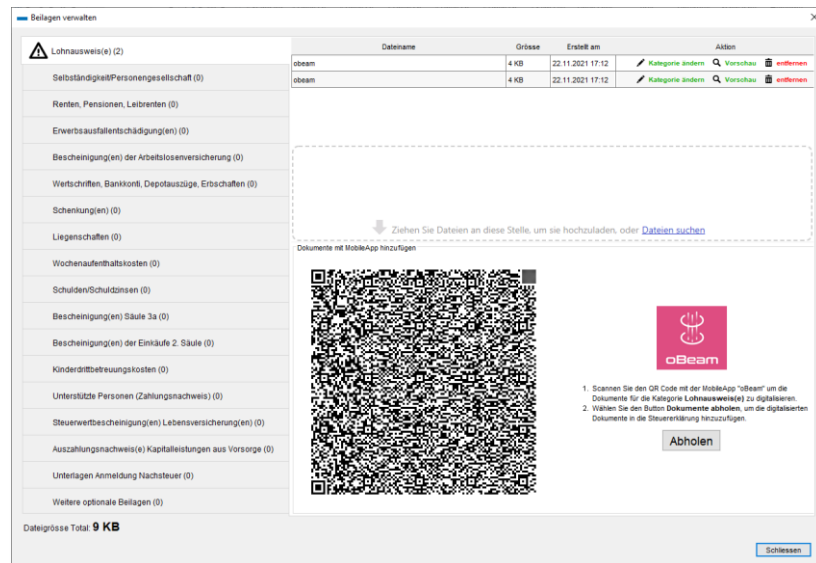 Beilagen verwalten
Lohnausweis(e) (2)
Selbständigkeit/Personengesellschaft (0)
Renten, Pensionen, Leibrenten (0)
Erwerbsausfallentschädigung(en) (0)
Bescheinigung(en) der Arbeitslosenversicherung (0)
Wertschriften, Bankkonti, Depotauszüge, Erbschaften (0)
Schenkung(en) (0)
Liegenschaften (0)
Wochenaufenthaltskosten (0)
Schulden/Schuldzinsen (0)
Bescheinigung(en) Säule 3a (0)
Bescheinigung(en) der Einkäufe 2. Säule (0)
Kinderdrittbetreuungskosten (0)
Unterstützte Personen (Zahlungsnachweis) (0)
Steuerwertbescheinigung(en) Lebensversicherung(en) (0)
Auszahlungsnachweis(e) Kapitalleistungen aus Vorsorge (0)
Unterlagen Anmeldung Nachsteuer (0)
Weitere optionale Beilagen (0)
Dateiname Grösse Erstellt am Aktion
obeam 4 KB 22.11.2021 17:12 Kategorie ändern Vorschau entfernen
obeam 4 KB 22.11.2021 17:12 Kategorie ändern Vorschau entfernen
Ziehen Sie Dateien an diese Stelle, um sie hochzuladen, oder Dateien suchen
Dokumente mit MobileApp hinzufügen
oBeam
1. Scannen Sie den QR Code mit der MobileApp "oBeam" um die
Dokumente für die Kategorie Lohnausweis(e) zu digitalisieren.
2. Wählen Sie den Button Dokumente abholen, um die digitalisierten
Dokumente in die Steuererklärung hinzuzufügen.
Abholen
Dateigrösse Total: 9 KB
Schliessen